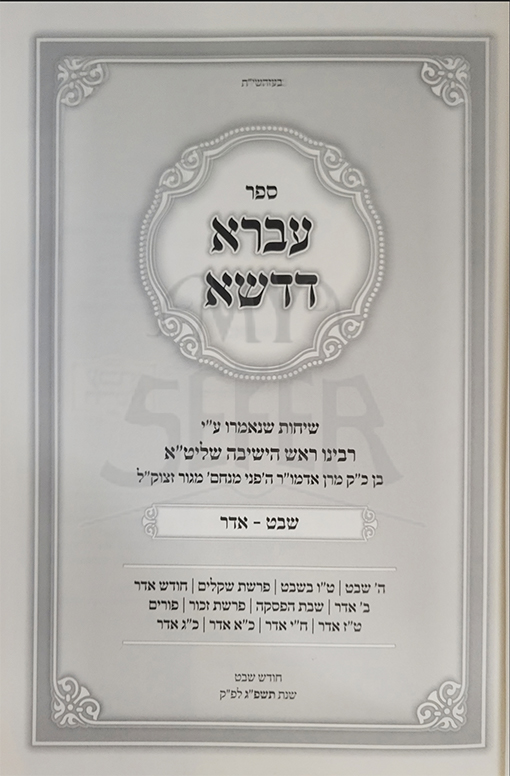 בעזהשי"ת
ספר
עברא
דדשא
MY
SEFER
שיחות שנאמרו ע"י
רבינו ראש הישיבה שליט"א
בן כ"ק מרן אדמו"ר ה'פני מנחם' מגור זצוק"ל
שבט - אדר
ה' שבט | ט"ו בשבט | פרשת שקלים | חודש אדר
ב' אדר | שבת הפסקה | פרשת זכור | פורים
ט"ז אדר | ח"י אדר | כ"א אדר | כ"ג אדר
חודש שבט
שנת תשפ"ג לפ"ק